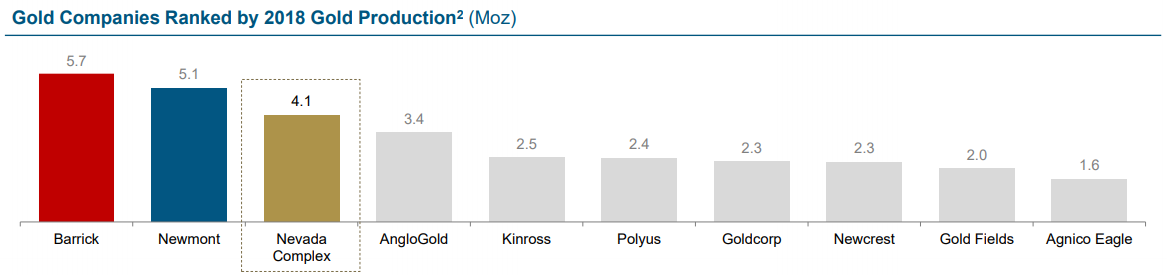 Gold Companies Ranked by 2018 Gold Production² (Moz)
5.7
5.1
4.1
3.4
2.5
2.4
2.3
2.3
2.0
1.6
Barrick
Newmont
Nevada
Complex
AngloGold
Kinross
Polyus
Goldcorp
Newcrest
Gold Fields
Agnico Eagle